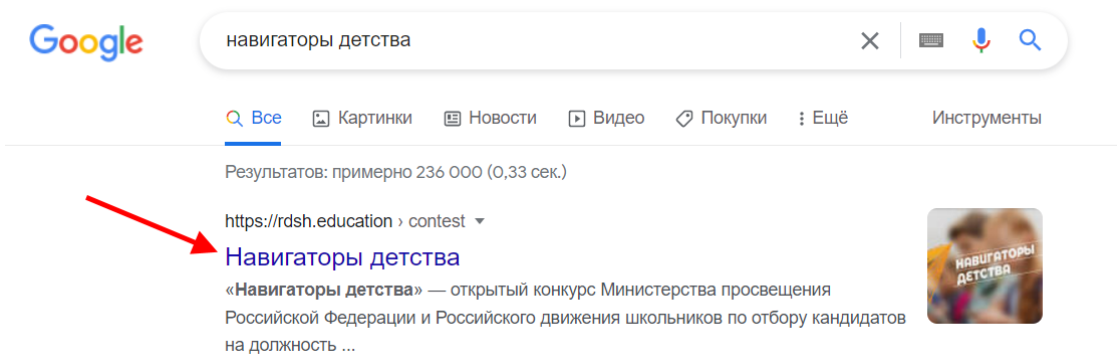 Google
навигаторы детства
Все Картинки Новости Видео Покупки Ещё Инструменты
Результатов: примерно 236 000 (0,33 сек.)
https://rdsh.education › contest
Навигаторы детства
«Навигаторы детства» — открытый конкурс Министерства просвещения
Российской Федерации и Российского движения школьников по отбору кандидатов
на должность ...
НАВИГАТОРЫ
ДЕТСТВА